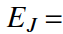 E_J =